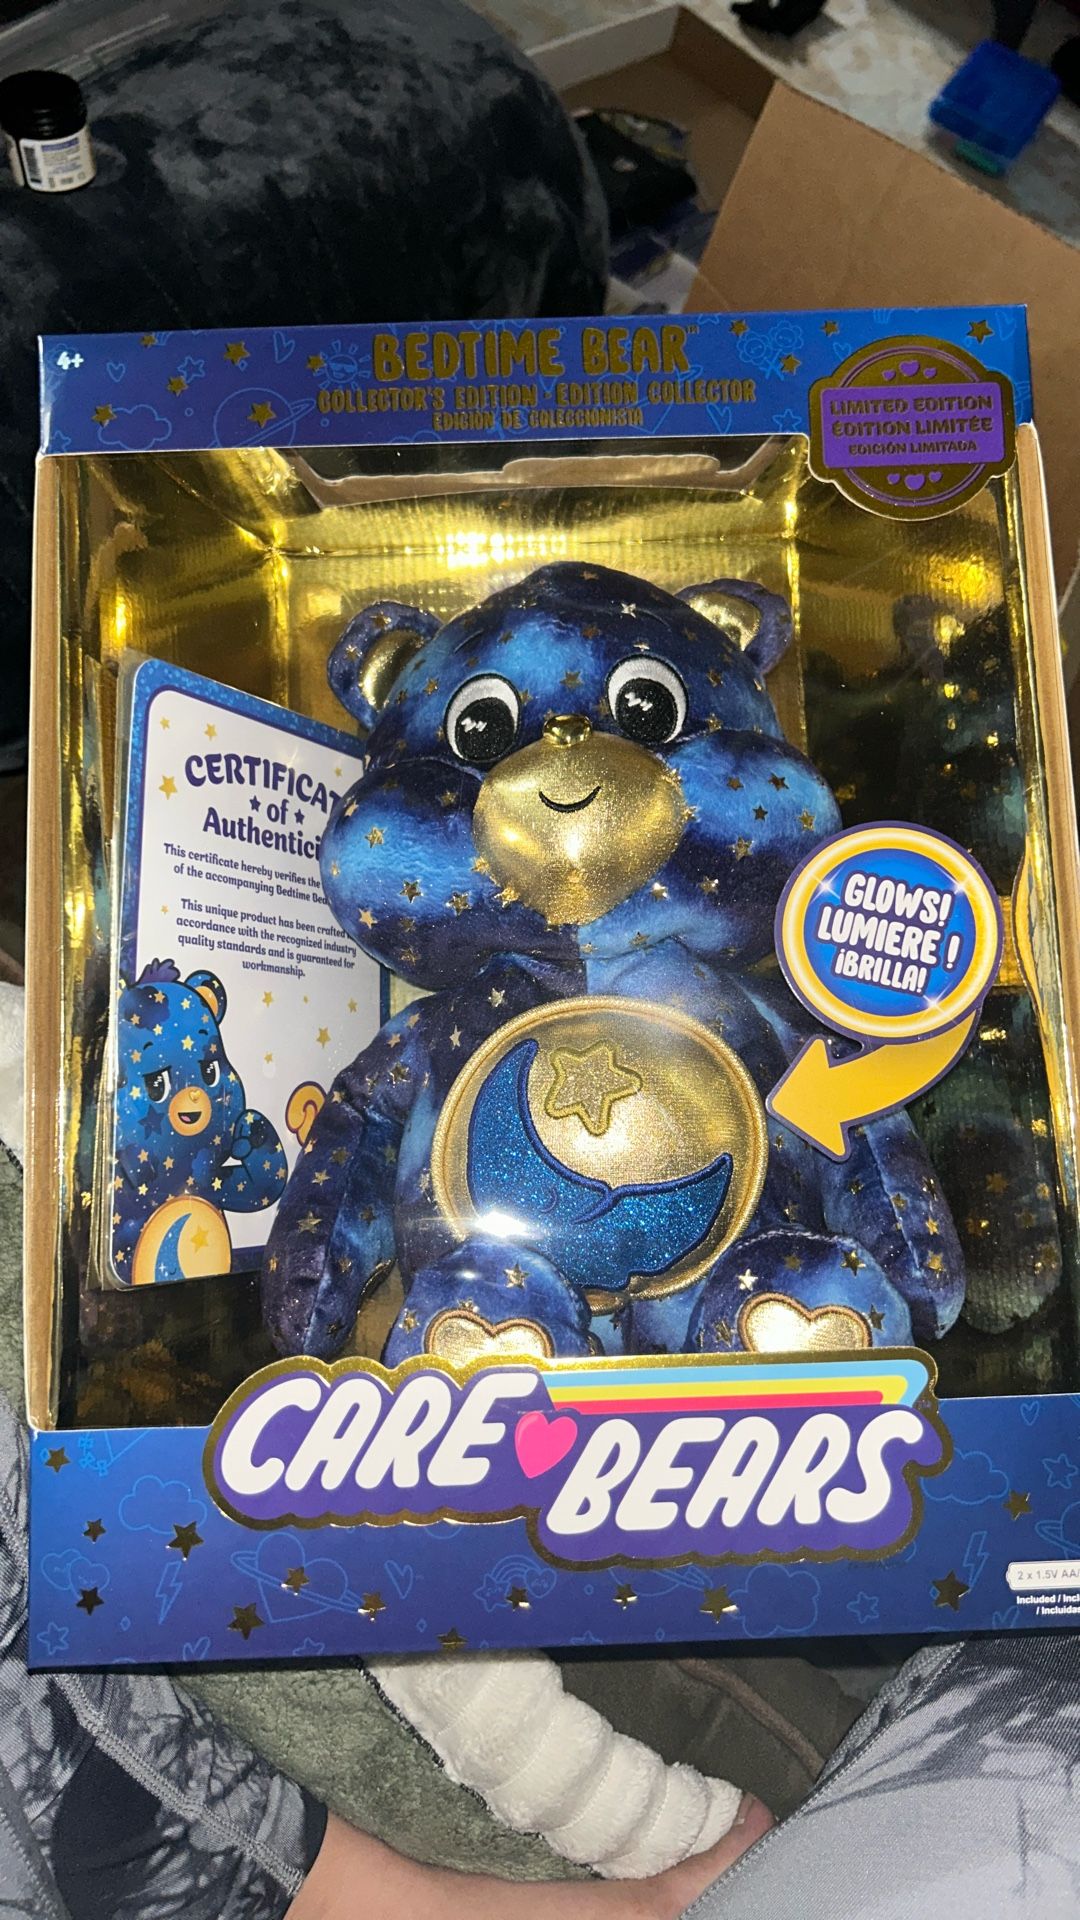 4+
BEDTIME BEAR™
COLLECTOR'S EDITION • EDITION COLLECTOR
EDICIÓN DE COLECCIONISTA
LIMITED EDITION
ÉDITION LIMITÉE
EDICIÓN LIMITADA
CERTIFICAT
of
Authentici
This certificate hereby verifies the
of the accompanying Bedtime Bea
This unique product has been crafted
accordance with the recognized industry
quality standards and is guaranteed for
workmanship.
GLOWS!
LUMIERE !
¡BRILLA!
CARE BEARS
2 x 1.5V AA/
Included / Incl
/ Incluidas